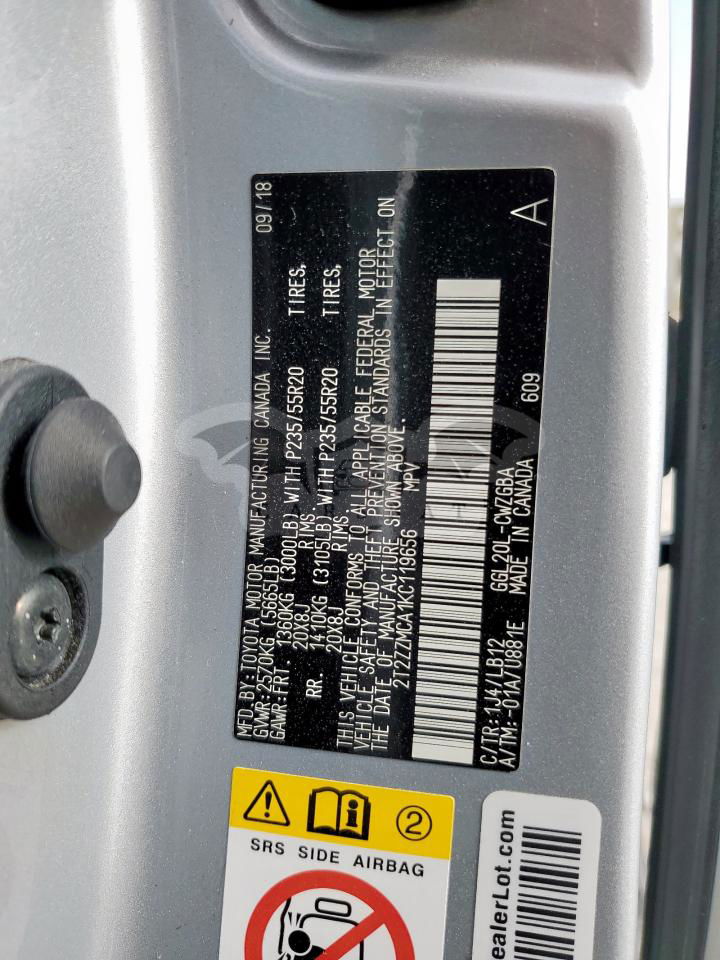 MFD.BY:TOYOTA MOTOR MANUFACTURING CANADA INC. 09/18
GVWR:2570KG (5665LB)
GAWR:FRT. 1360KG (3000LB) WITH P235/55R20 TIRES,
20X8J RIMS,
RR. 1410KG (3105LB) WITH P235/55R20 TIRES,
20X8J RIMS.
THIS VEHICLE CONFORMS TO ALL APPLICABLE FEDERAL MOTOR
VEHICLE SAFETY AND THEFT PREVENTION STANDARDS IN EFFECT ON
THE DATE OF MANUFACTURE SHOWN ABOVE.
2T2ZZMCA1KC119656 MPV
A
C/TR:1J4/LB12 GGL20L-CWZGBA 609
A/TM:-01A/U881E MADE IN CANADA
2
SRS SIDE AIRBAG
ealerLot.com